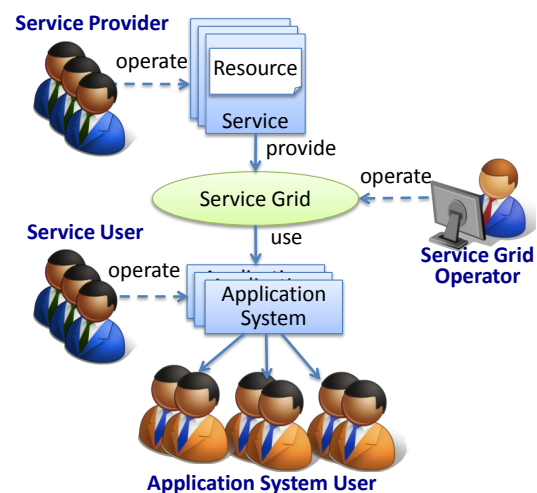 Service Provider
operate
Resource
Service
provide
Service Grid
operate
Service Grid
Operator
use
Service User
operate
Application
System
Application System User